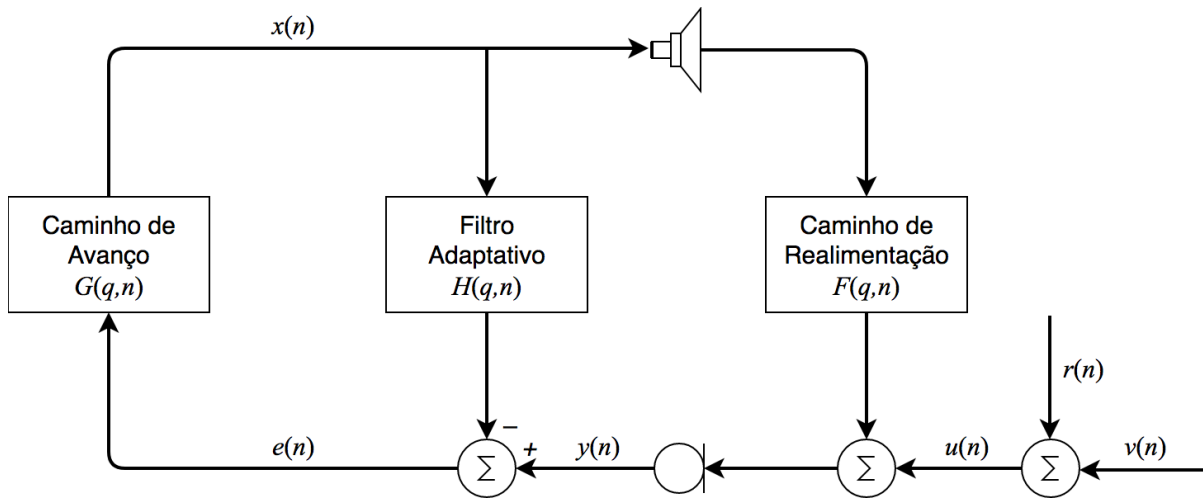 x(n)
Caminho de
Avanço
G(q,n)
Filtro
Adaptativo
H(q,n)
Caminho de
Realimentação
F(q,n)
r(n)
−
+
e(n)
Σ
y(n)
Σ
u(n)
Σ
v(n)